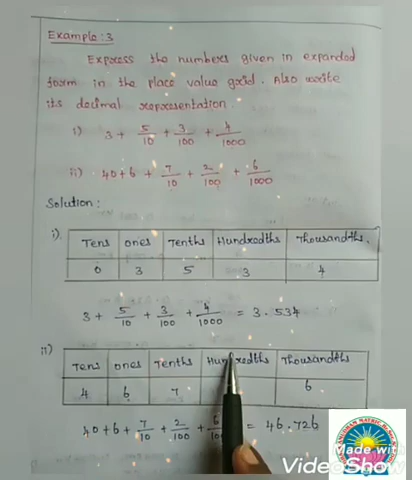 Example : 3
Express the numbers given in expanded
form in the place value grid. Also write
its decimal representation.
i) 3 + 5/10 + 3/100 + 4/1000
ii) 40 + 6 + 7/10 + 2/100 + 6/1000
Solution :
i). Tens ones Tenths Hundredths Thousandths.
0 3 5 3 4
3 + 5/10 + 3/100 + 4/1000 = 3.534
ii) Tens ones Tenths Hundredths Thousandths
4 6 7 6
40 + 6 + 7/10 + 2/100 + 6/ = 46.726
Made with
VideoShow